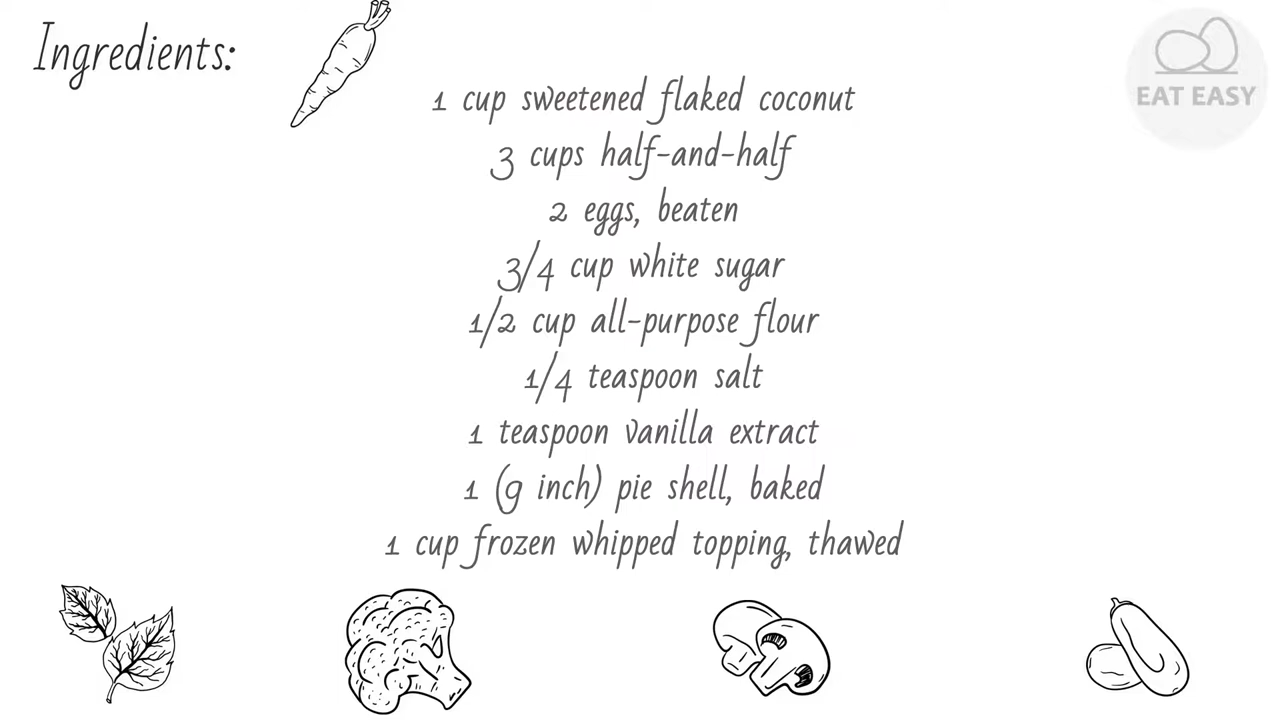 Ingredients:
EAT EASY
1 cup sweetened flaked coconut
3 cups half-and-half
2 eggs, beaten
3/4 cup white sugar
1/2 cup all-purpose flour
1/4 teaspoon salt
1 teaspoon vanilla extract
1 (9 inch) pie shell, baked
1 cup frozen whipped topping, thawed